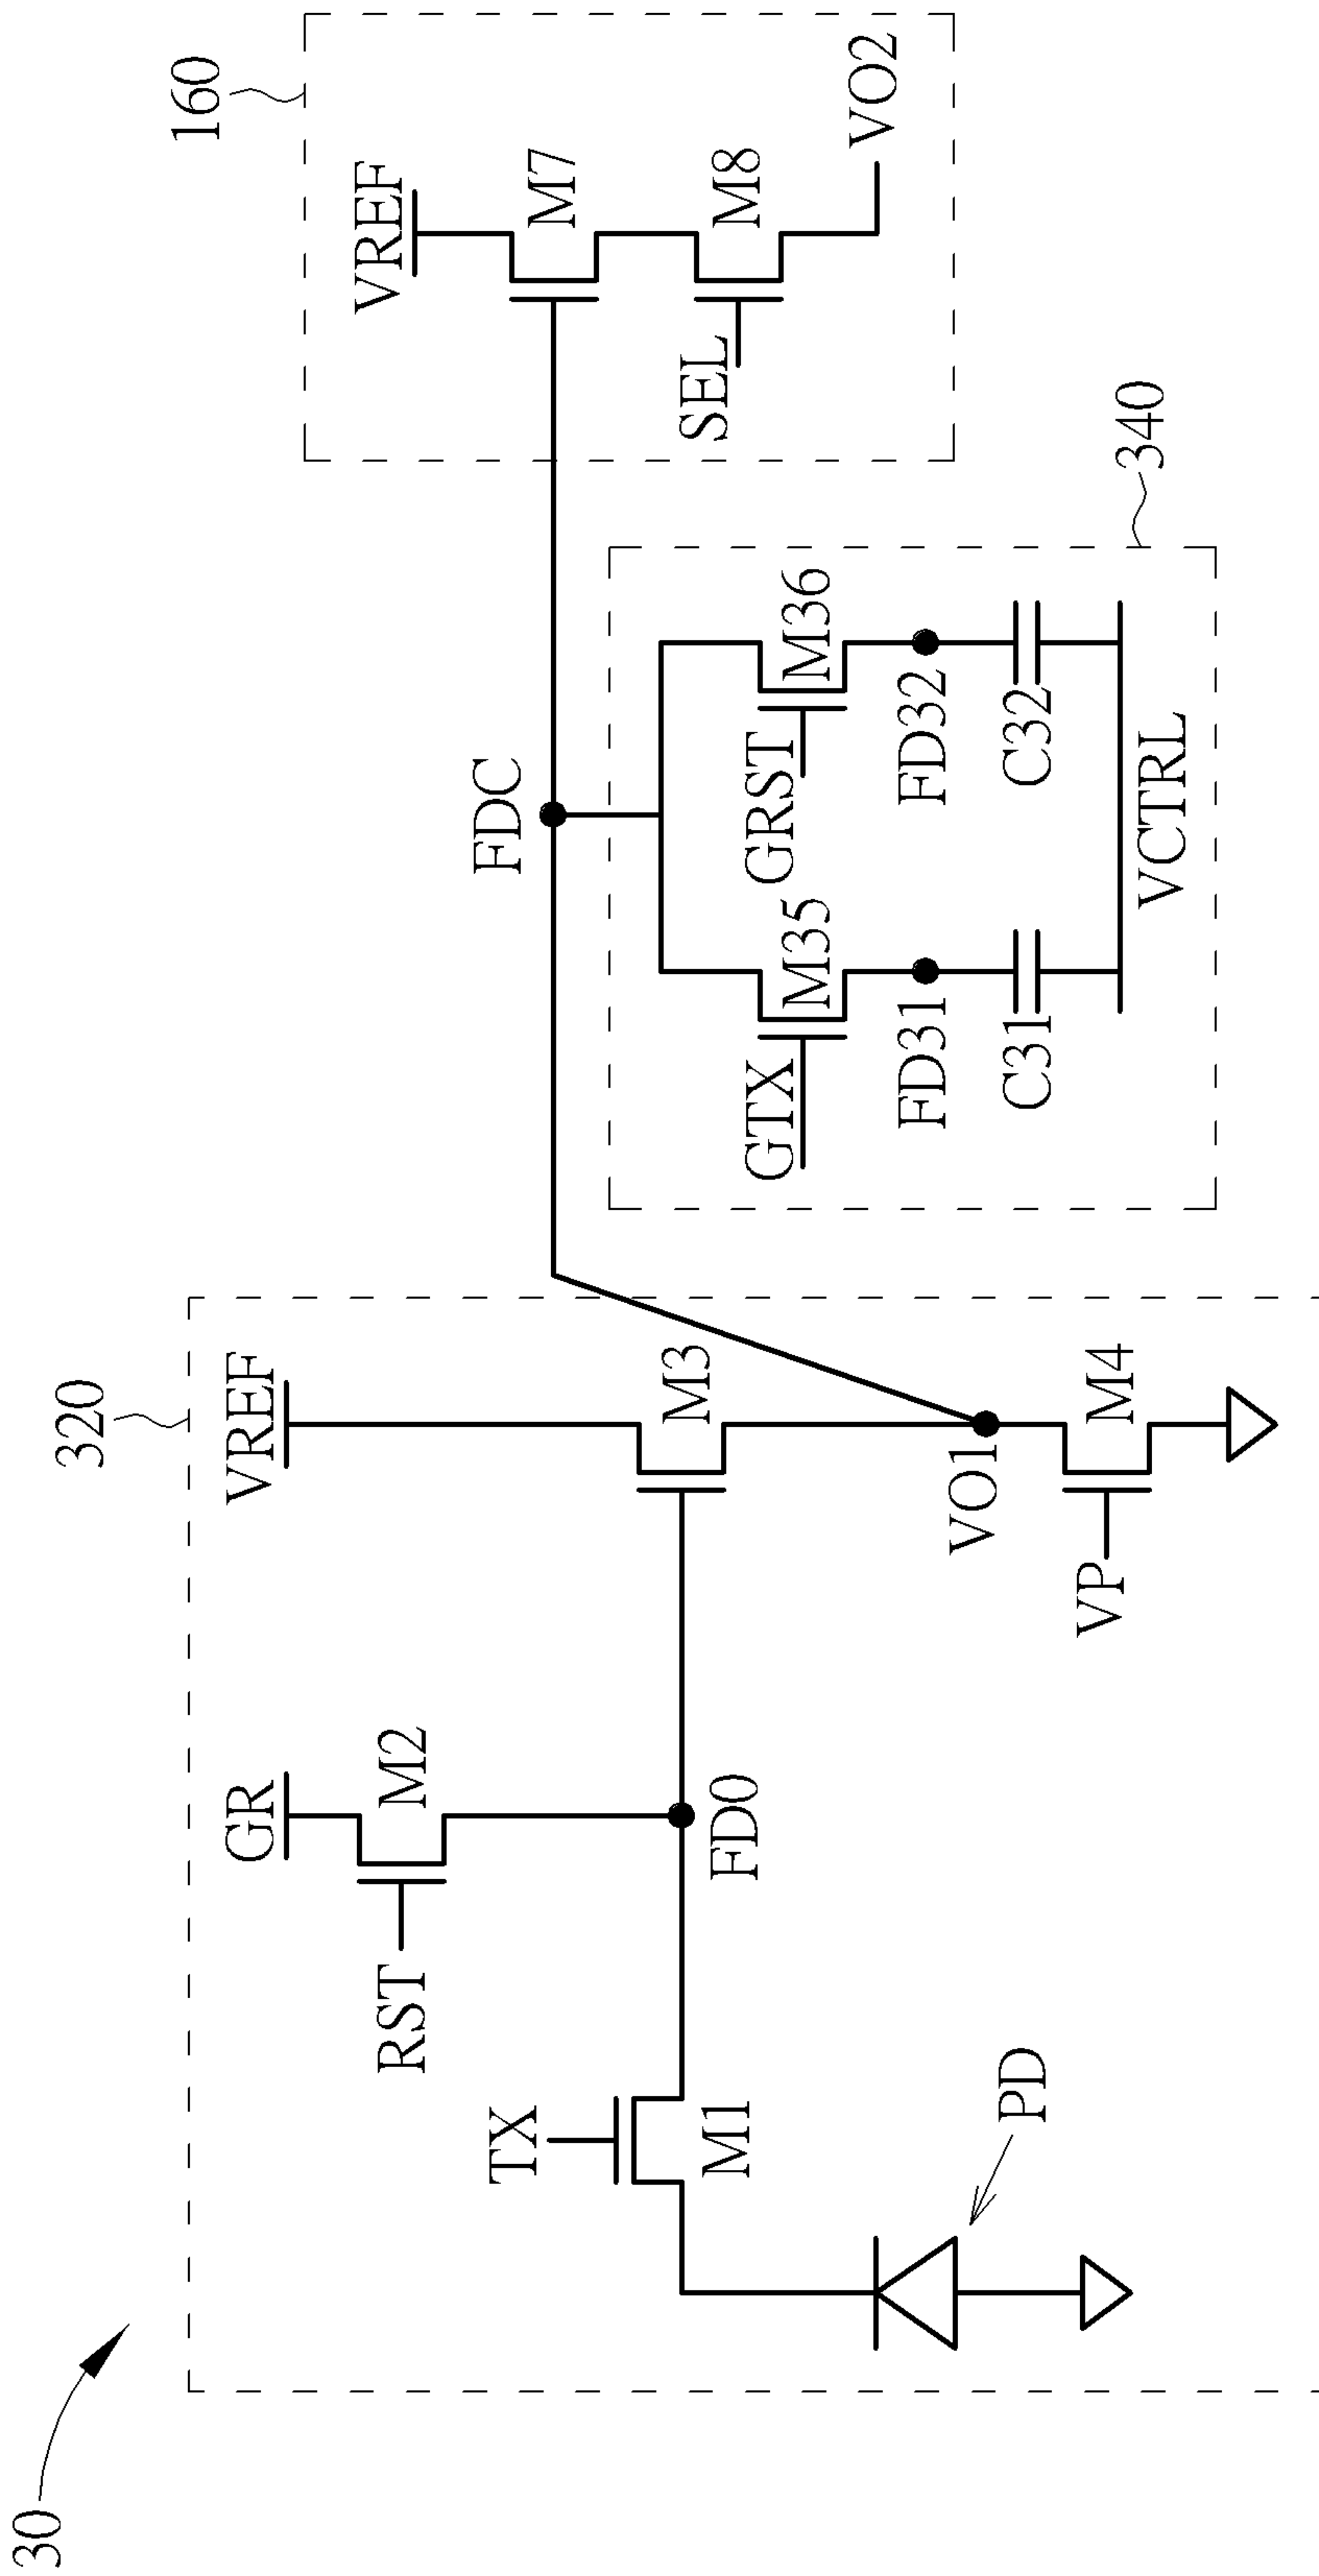 30
320
VREF
GR
M2
RST
TX
M1
FD0
M3
VO1
M4
VP
PD
FDC
160
VREF
M7
M8
SEL
VO2
340
GTX
M35
GRST
M36
FD31
FD32
C31
C32
VCTRL